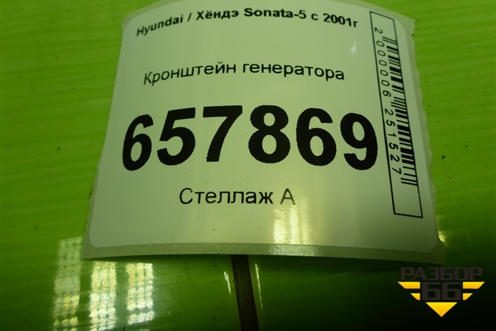 Hyundai / Хёндэ Sonata-5 с 2001г
Кронштейн генератора
657869
Стеллаж А
2000006251527
РАЗБОР
66